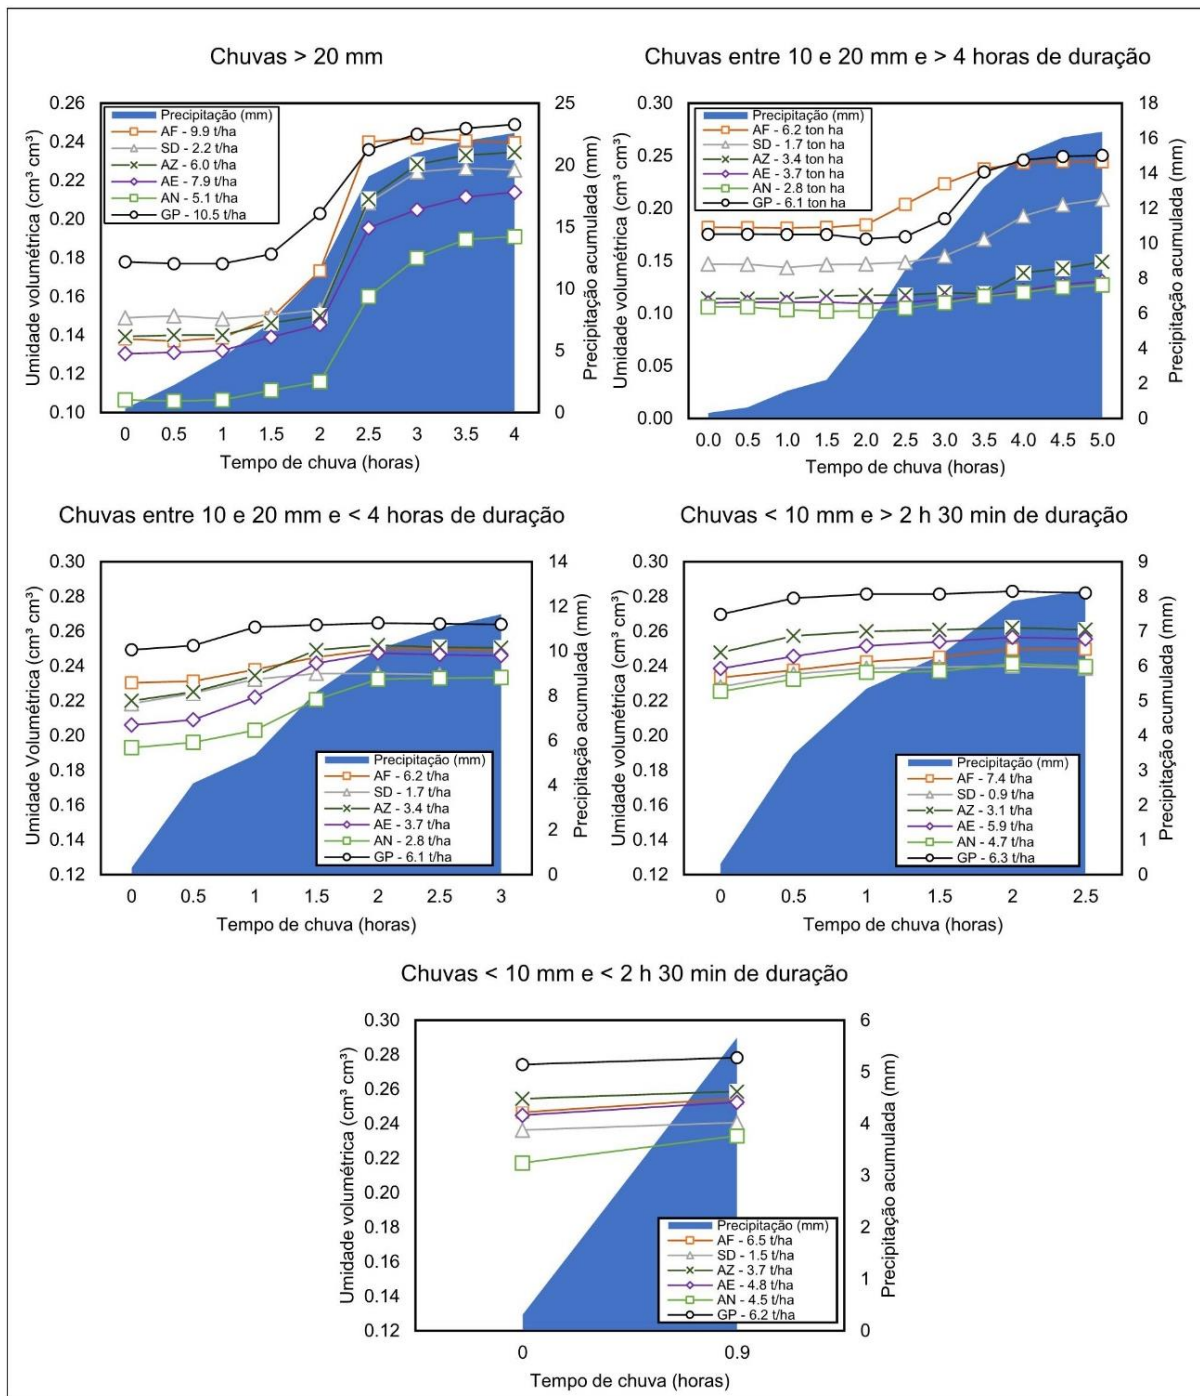 Chuvas > 20 mm
Umidade volumétrica (cm³ cm³)
0.26
0.24
0.22
0.20
0.18
0.16
0.14
0.12
0.10
Precipitação (mm)
AF - 9.9 t/ha
SD - 2.2 t/ha
AZ - 6.0 t/ha
AE - 7.9 t/ha
AN - 5.1 t/ha
GP - 10.5 t/ha
25
20
15
10
5
0
Precipitação acumulada (mm)
0 0.5 1 1.5 2 2.5 3 3.5 4
Tempo de chuva (horas)
Chuvas entre 10 e 20 mm e > 4 horas de duração
Umidade volumétrica (cm³ cm³)
0.30
0.25
0.20
0.15
0.10
0.05
0.00
Precipitação (mm)
AF - 6.2 ton ha
SD - 1.7 ton ha
AZ - 3.4 ton ha
AE - 3.7 ton ha
AN - 2.8 ton ha
GP - 6.1 ton ha
18
16
14
12
10
8
6
4
2
0
Precipitação acumulada (mm)
0.0 0.5 1.0 1.5 2.0 2.5 3.0 3.5 4.0 4.5 5.0
Tempo de chuva (horas)
Chuvas entre 10 e 20 mm e < 4 horas de duração
Umidade Volumétrica (cm³ cm³)
0.30
0.28
0.26
0.24
0.22
0.20
0.18
0.16
0.14
0.12
Precipitação (mm)
AF - 6.2 t/ha
SD - 1.7 t/ha
AZ - 3.4 t/ha
AE - 3.7 t/ha
AN - 2.8 t/ha
GP - 6.1 t/ha
14
12
10
8
6
4
2
0
Precipitação acumulada (mm)
0 0.5 1 1.5 2 2.5 3
Tempo de chuva (horas)
Chuvas < 10 mm e > 2 h 30 min de duração
Umidade volumétrica (cm³ cm³)
0.30
0.28
0.26
0.24
0.22
0.20
0.18
0.16
0.14
0.12
Precipitação (mm)
AF - 7.4 t/ha
SD - 0.9 t/ha
AZ - 3.1 t/ha
AE - 5.9 t/ha
AN - 4.7 t/ha
GP - 6.3 t/ha
9
8
7
6
5
4
3
2
1
0
Precipitação acumulada (mm)
0 0.5 1 1.5 2 2.5
Tempo de chuva (horas)
Chuvas < 10 mm e < 2 h 30 min de duração
Umidade volumétrica (cm³ cm³)
0.30
0.28
0.26
0.24
0.22
0.20
0.18
0.16
0.14
0.12
Precipitação (mm)
AF - 6.5 t/ha
SD - 1.5 t/ha
AZ - 3.7 t/ha
AE - 4.8 t/ha
AN - 4.5 t/ha
GP - 6.2 t/ha
6
5
4
3
2
1
0
Precipitação acumulada (mm)
0 0.9
Tempo de chuva (horas)